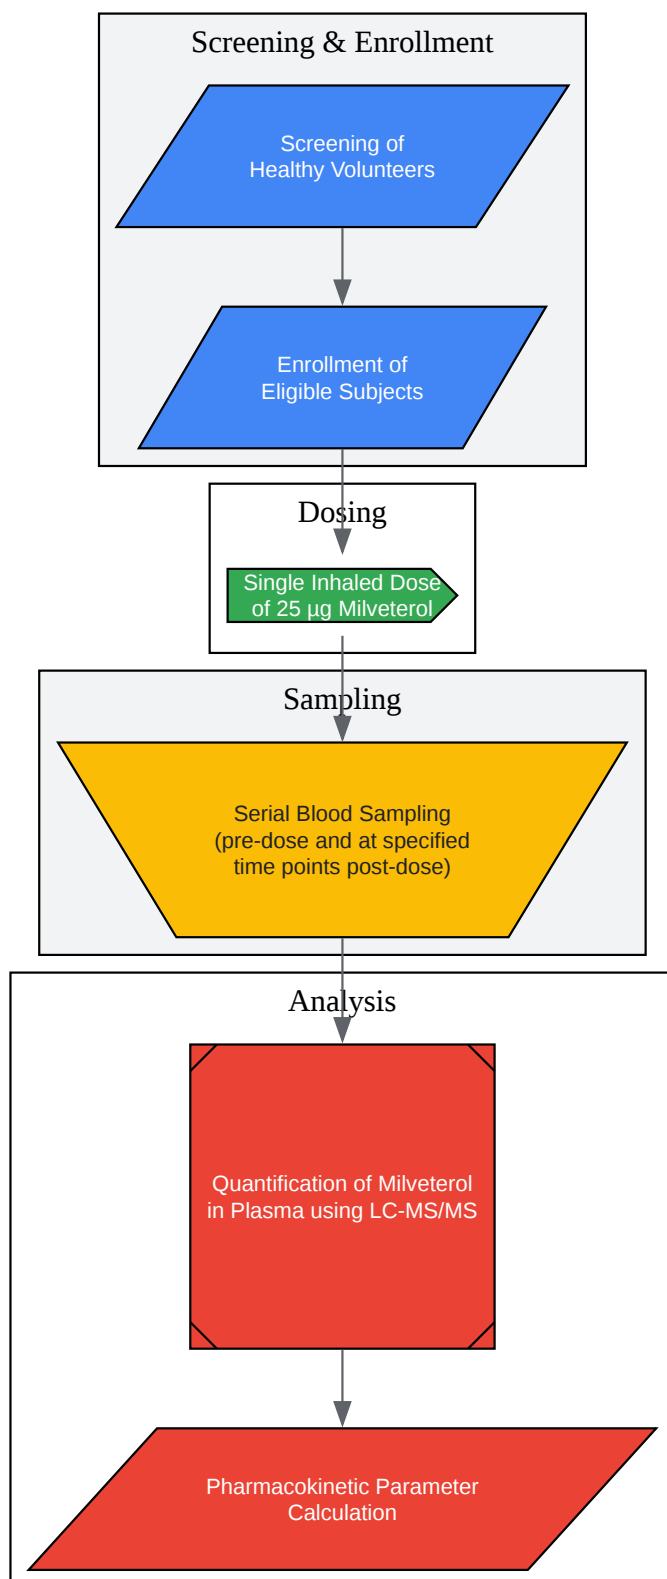 Screening & Enrollment
Screening of
Healthy Volunteers
Enrollment of
Eligible Subjects
Dosing
Single Inhaled Dose
of 25 µg Milveterol
Sampling
Serial Blood Sampling
(pre-dose and at specified
time points post-dose)
Analysis
Quantification of Milveterol
in Plasma using LC-MS/MS
Pharmacokinetic Parameter
Calculation